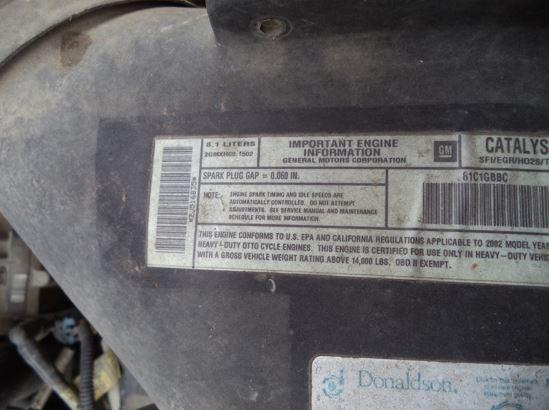 8.1 LITERS
IMPORTANT ENGINE
INFORMATION
GENERAL MOTORS CORPORATION
GM
CATALYS
SFI/EGR/HO2S/T
SPARK PLUG GAP = 0.060 IN.
61C1GBBC
NOTE: ENGINE SPARK TIMING AND IDLE SPEEDS ARE
AUTOMATICALLY CONTROLLED. DO NOT ATTEMPT
ADJUSTMENTS. SEE SERVICE MANUAL AND MAINTENANCE
SCHEDULE FOR MORE INFORMATION.
THIS ENGINE CONFORMS TO U.S. EPA AND CALIFORNIA REGULATIONS APPLICABLE TO 2002 MODEL YEA
HEAVY-DUTY OTTO CYCLE ENGINES. THIS ENGINE IS CERTIFIED FOR USE ONLY IN HEAVY-DUTY VEHIC
WITH A GROSS VEHICLE WEIGHT RATING ABOVE 14,000 LBS. OBD II EXEMPT.
Donaldson.